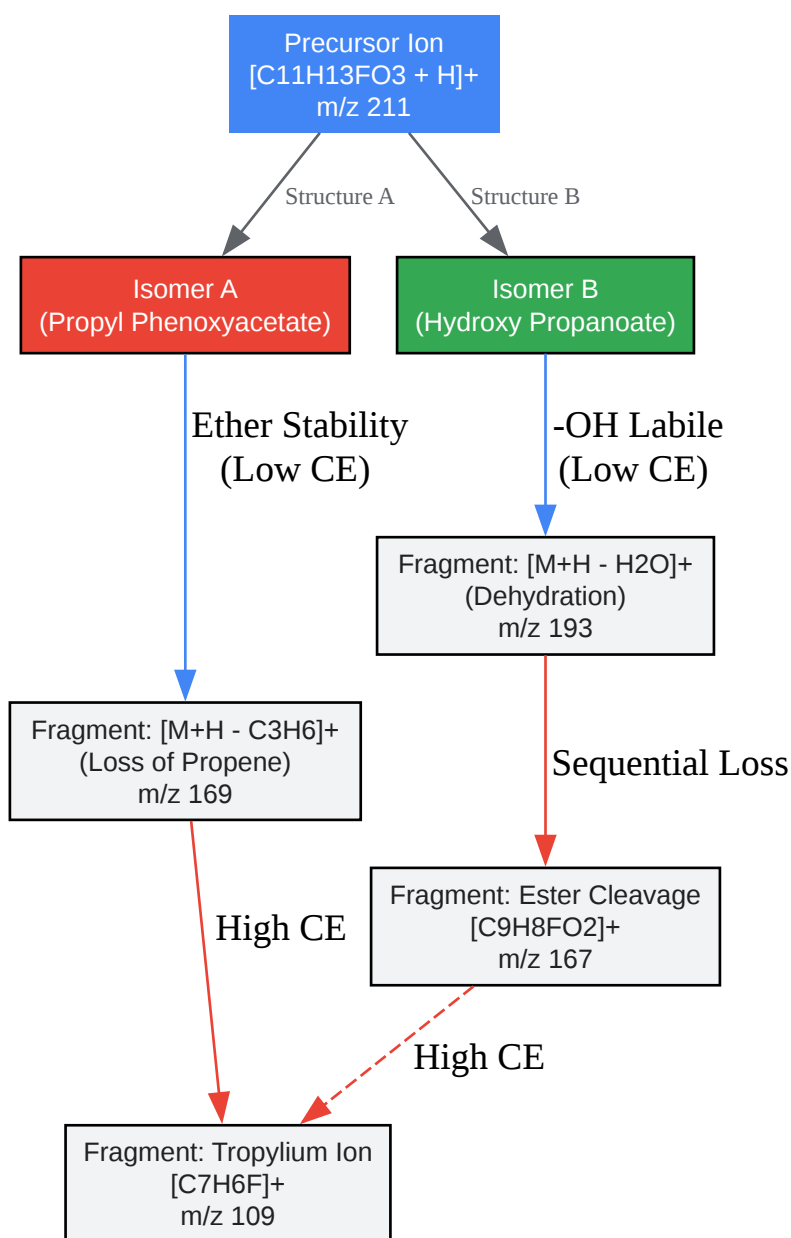 Precursor Ion
[C11H13FO3 + H]+
m/z 211
Structure A
Structure B
Isomer A
(Propyl Phenoxyacetate)
Isomer B
(Hydroxy Propanoate)
Ether Stability
(Low CE)
-OH Labile
(Low CE)
Fragment: [M+H - H2O]+
(Dehydration)
m/z 193
Fragment: [M+H - C3H6]+
(Loss of Propene)
m/z 169
Sequential Loss
Fragment: Ester Cleavage
[C9H8FO2]+
m/z 167
High CE
High CE
Fragment: Tropylium Ion
[C7H6F]+
m/z 109